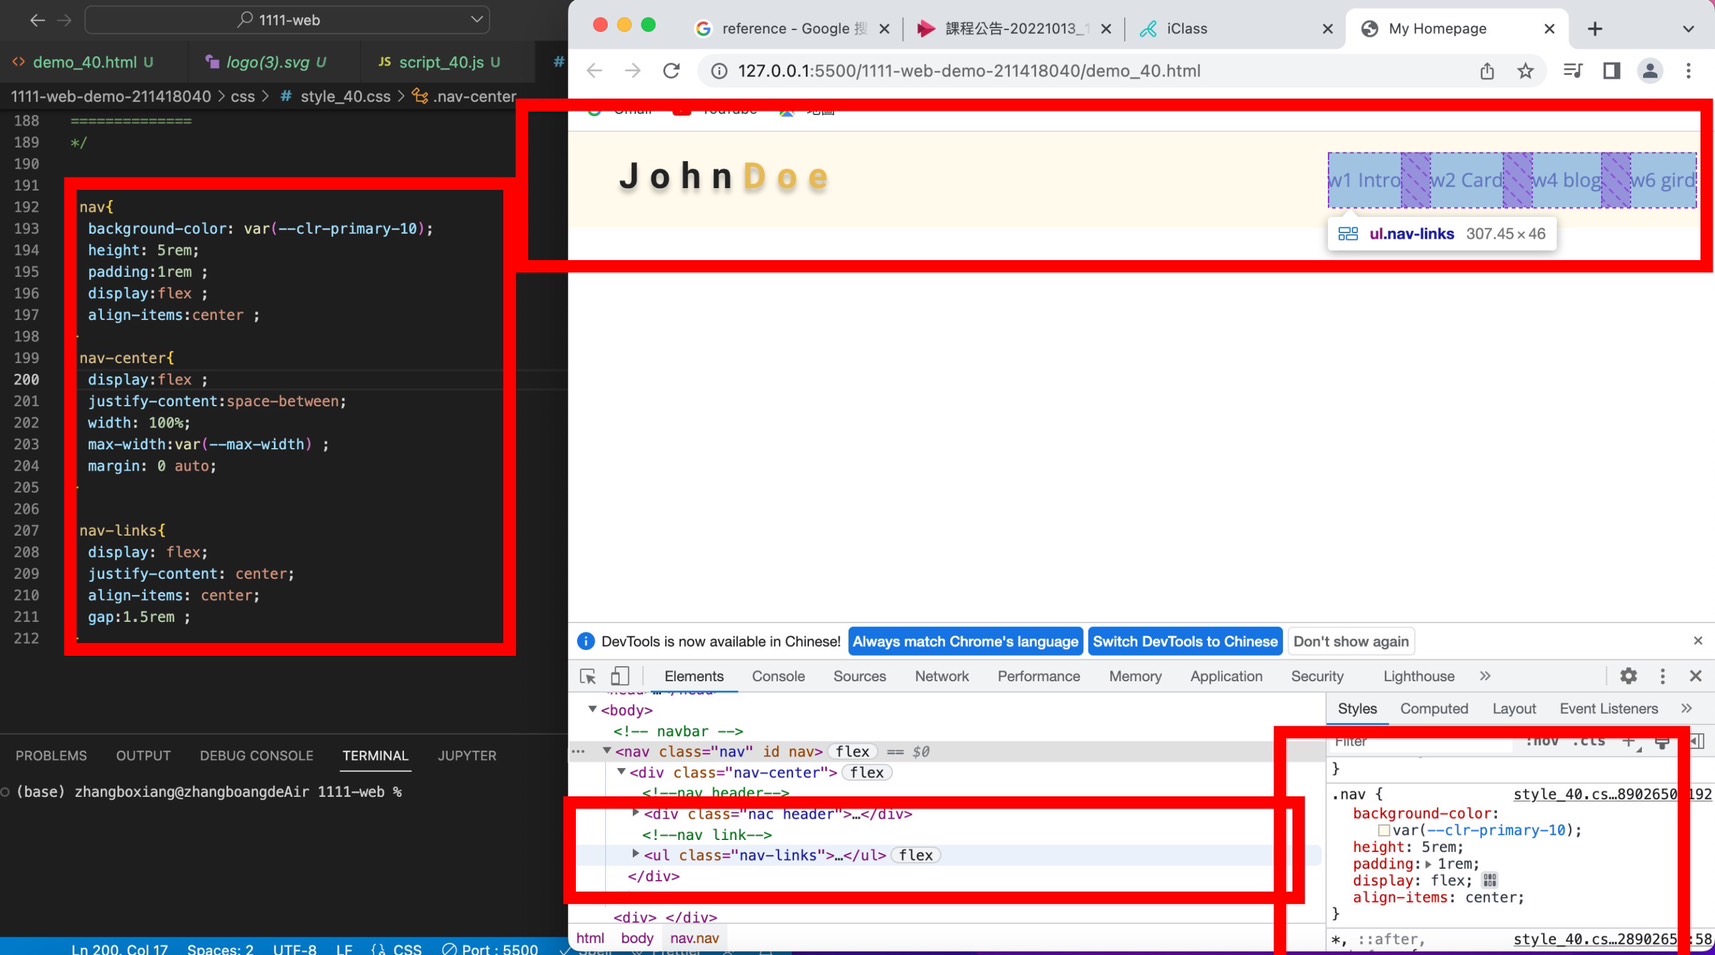 1111-web
demo_40.html U
logo(3).svg U
JS script_40.js U
#
1111-web-demo-211418040 > css > # style_40.css > .nav-center
188 ==============
189 */
190
191
192 nav{
193 background-color: var(--clr-primary-10);
194 height: 5rem;
195 padding:1rem ;
196 display:flex ;
197 align-items:center ;
198
199 nav-center{
200 display:flex ;
201 justify-content:space-between;
202 width: 100%;
203 max-width:var(--max-width) ;
204 margin: 0 auto;
205
206
207 nav-links{
208 display: flex;
209 justify-content: center;
210 align-items: center;
211 gap:1.5rem ;
212
PROBLEMS OUTPUT DEBUG CONSOLE TERMINAL JUPYTER
(base) zhangboxiang@zhangboangdeAir 1111-web %
Ln 200, Col 17 Spaces: 2 UTF-8 LF {} CSS Port : 5500
reference - Google
課程公告-20221013_
iClass
My Homepage
127.0.0.1:5500/1111-web-demo-211418040/demo_40.html
Gmail YouTube 地圖
JohnDoe
w1 Intro w2 Card w4 blog w6 gird
ul.nav-links 307.45×46
DevTools is now available in Chinese! Always match Chrome's language Switch DevTools to Chinese Don't show again
Elements Console Sources Network Performance Memory Application Security Lighthouse »
<body>
<!-- navbar -->
<nav class="nav" id nav> flex == $0
<div class="nav-center"> flex
<!--nav header-->
<div class="nac header">…</div>
<!--nav link-->
<ul class="nav-links">…</ul> flex
</div>
<div> </div>
html body nav.nav
Styles Computed Layout Event Listeners »
Filter :hov .cls +
}
.nav { style_40.cs…8902650 192
background-color:
var(--clr-primary-10);
height: 5rem;
padding: 1rem;
display: flex;
align-items: center;
}
*, ::after, style_40.cs…2890265 :58